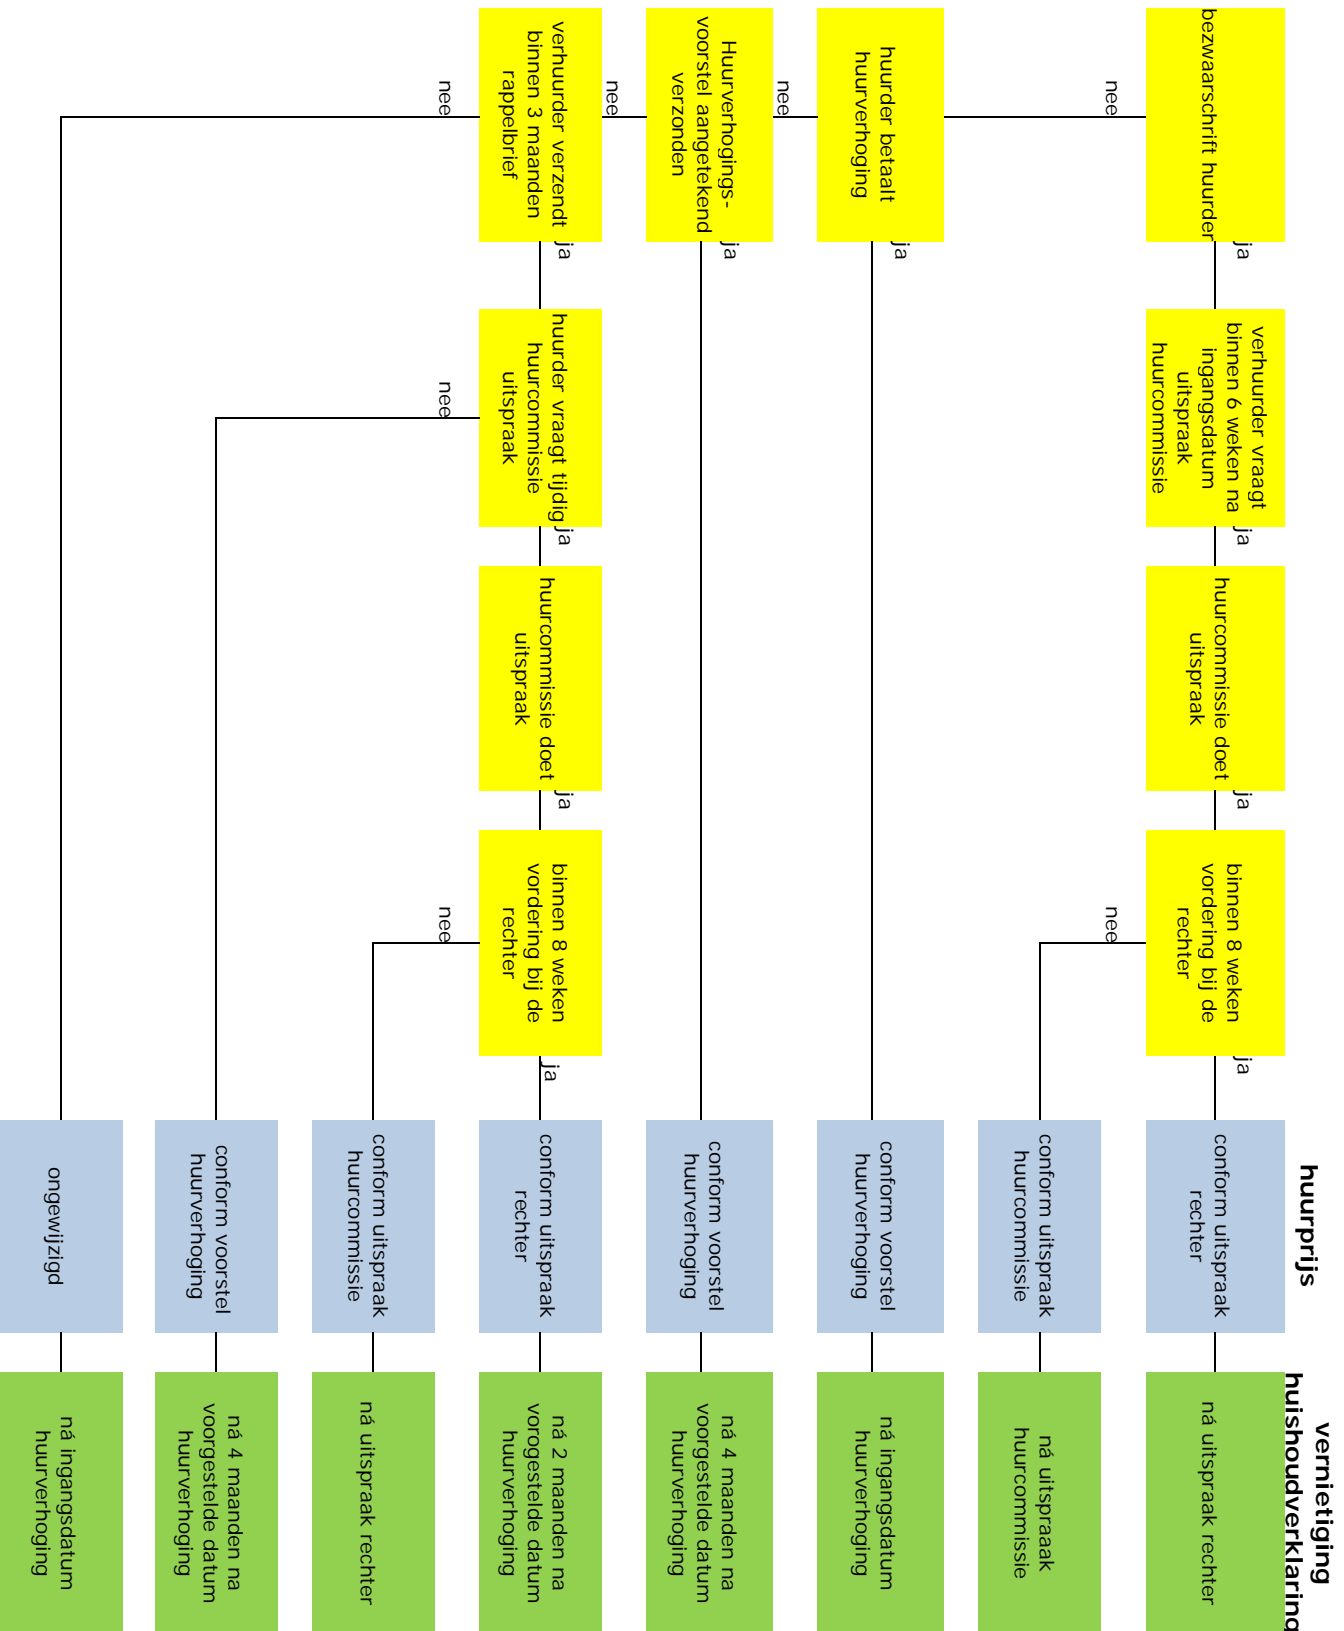 huurprijs
vernietiging
huishoudverklaring
bezwaarschrift huurder
ja
verhuurder vraagt
binnen 6 weken na
ingangsdatum
uitspraak
huurcommissie
ja
huurcommissie doet
uitspraak
ja
binnen 8 weken
vordering bij de
rechter
ja
conform uitspraak
rechter
ná uitspraak rechter
nee
nee
conform uitspraak
huurcommissie
ná uitspraaak
huurcommissie
huurder betaalt
huurverhoging
ja
conform voorstel
huurverhoging
ná ingangsdatum
huurverhoging
nee
Huurverhogings-
voorstel aangetekend
verzonden
ja
conform voorstel
huurverhoging
ná 4 maanden na
voorgestelde datum
huurverhoging
nee
verhuurder verzendt
binnen 3 maanden
rappelbrief
ja
huurder vraagt tijdig
huurcommissie
uitspraak
ja
huurcommissie doet
uitspraak
ja
binnen 8 weken
vordering bij de
rechter
ja
conform uitspraak
rechter
ná 2 maanden na
vorogestelde datum
huurverhoging
nee
nee
nee
conform uitspraak
huurcommissie
ná uitspraak rechter
conform voorstel
huurverhoging
ná 4 maanden na
voorgestelde datum
huurverhoging
ongewijzigd
ná ingangsdatum
huurverhoging